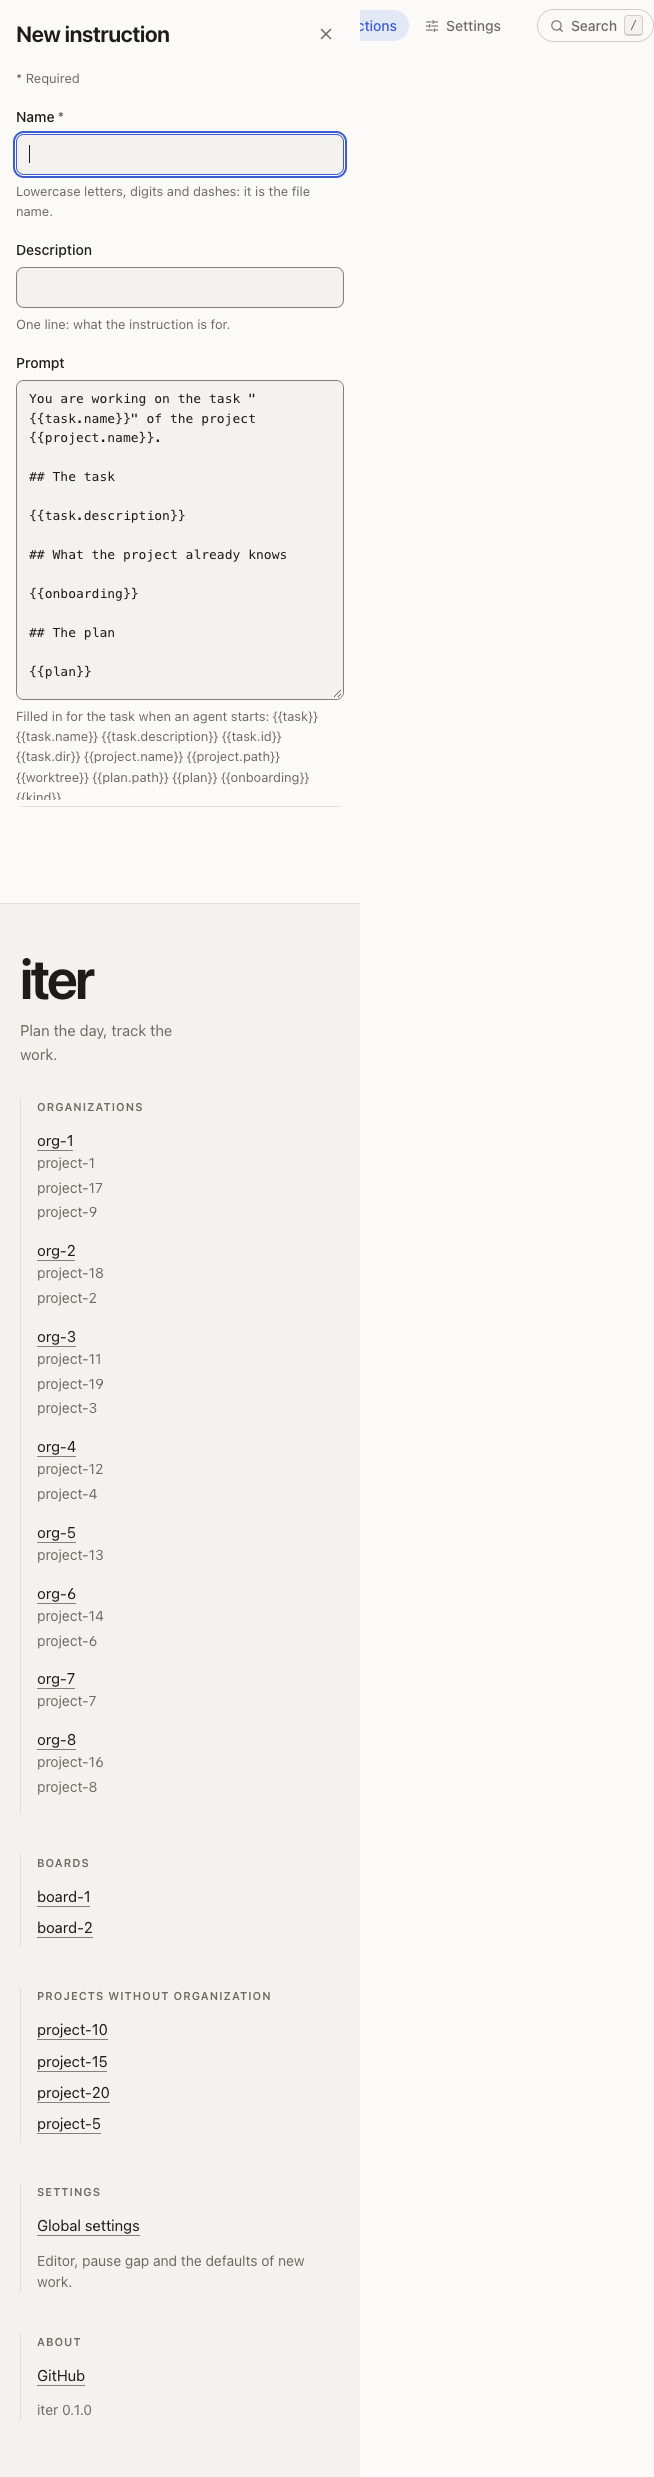 New instruction
ctions
Settings
Search /
* Required
Name *
Lowercase letters, digits and dashes: it is the file
name.
Description
One line: what the instruction is for.
Prompt
You are working on the task "
{{task.name}}" of the project
{{project.name}}.
## The task
{{task.description}}
## What the project already knows
{{onboarding}}
## The plan
{{plan}}
Filled in for the task when an agent starts: {{task}}
{{task.name}} {{task.description}} {{task.id}}
{{task.dir}} {{project.name}} {{project.path}}
{{worktree}} {{plan.path}} {{plan}} {{onboarding}}
{{kind}}
iter
Plan the day, track the
work.
ORGANIZATIONS
org-1
project-1
project-17
project-9
org-2
project-18
project-2
org-3
project-11
project-19
project-3
org-4
project-12
project-4
org-5
project-13
org-6
project-14
project-6
org-7
project-7
org-8
project-16
project-8
BOARDS
board-1
board-2
PROJECTS WITHOUT ORGANIZATION
project-10
project-15
project-20
project-5
SETTINGS
Global settings
Editor, pause gap and the defaults of new
work.
ABOUT
GitHub
iter 0.1.0